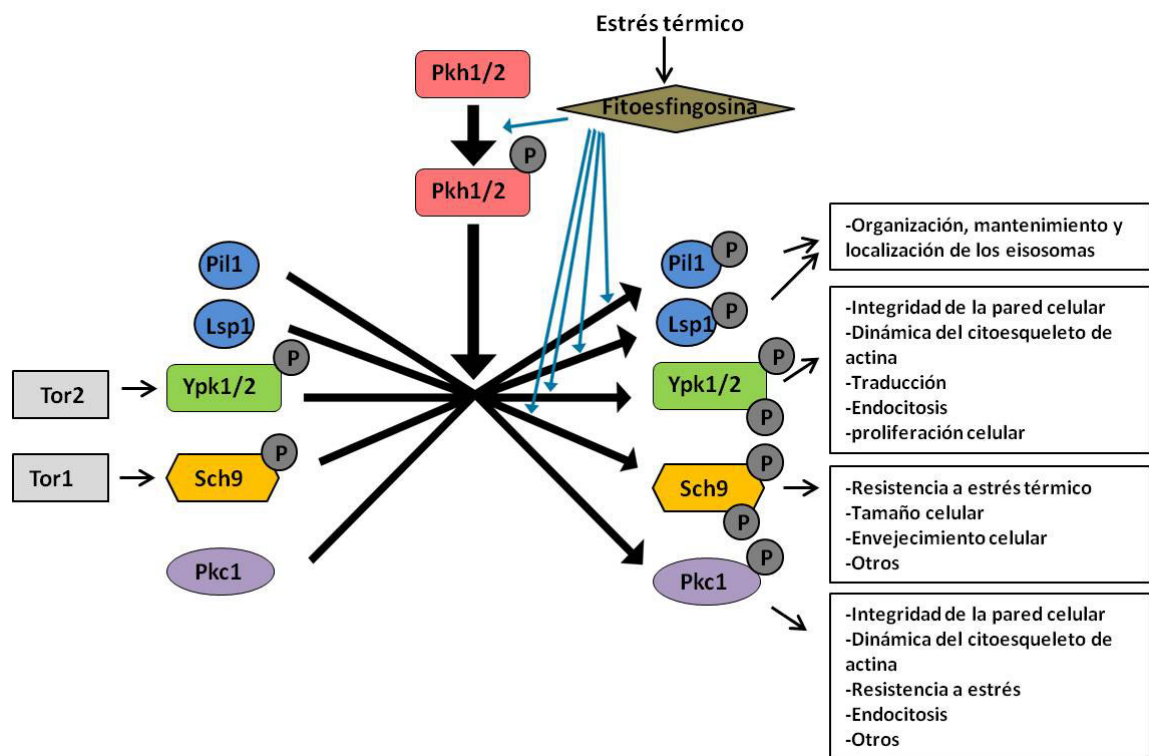 Estrés térmico
Pkh1/2
Fitoesfingosina
P
Pkh1/2
Pil1
Lsp1
P
Tor2
Ypk1/2
P
Tor1
Sch9
Pkc1
P
Pil1
P
Lsp1
P
Ypk1/2
P
P
Sch9
P
P
Pkc1
-Organización, mantenimiento y
localización de los eisosomas
-Integridad de la pared celular
-Dinámica del citoesqueleto de
actina
-Traducción
-Endocitosis
-proliferación celular
-Resistencia a estrés térmico
-Tamaño celular
-Envejecimiento celular
-Otros
-Integridad de la pared celular
-Dinámica del citoesqueleto de
actina
-Resistencia a estrés
-Endocitosis
-Otros